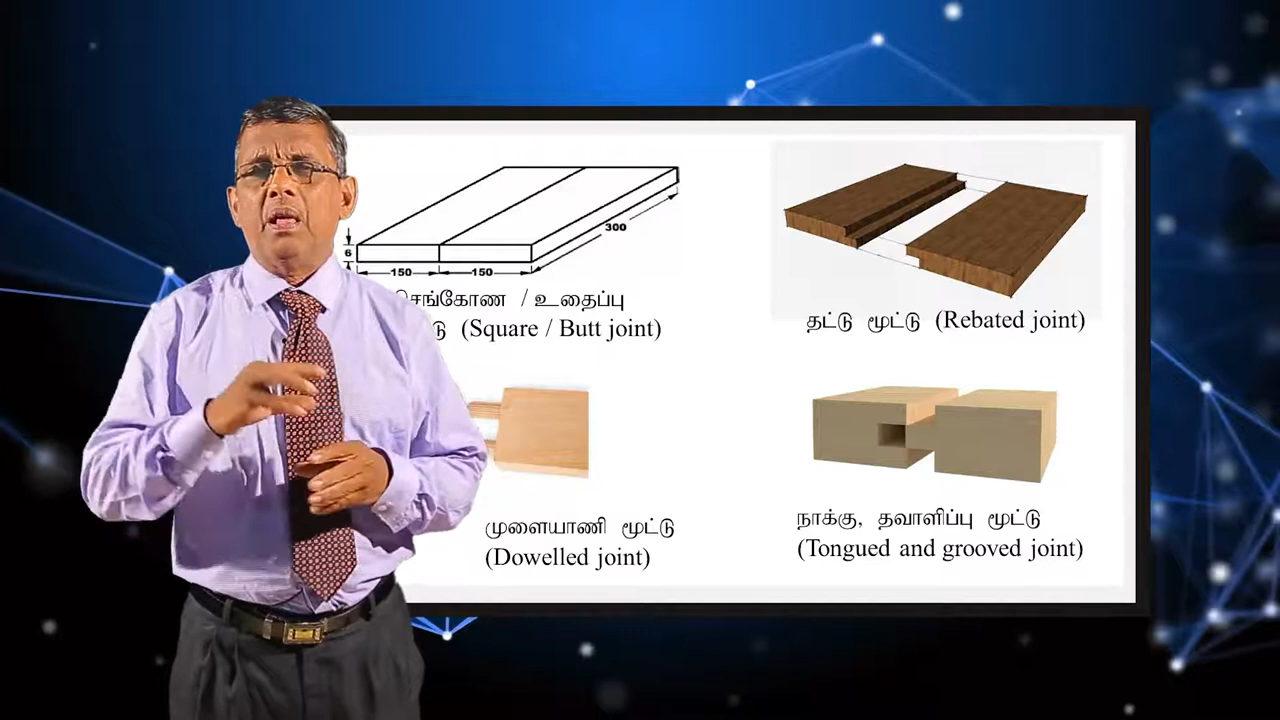 300
6
150 150
செங்கோண / உதைப்பு
(Square / Butt joint)
தட்டு மூட்டு (Rebated joint)
முளையாணி மூட்டு
(Dowelled joint)
நாக்கு, தவாளிப்பு மூட்டு
(Tongued and grooved joint)